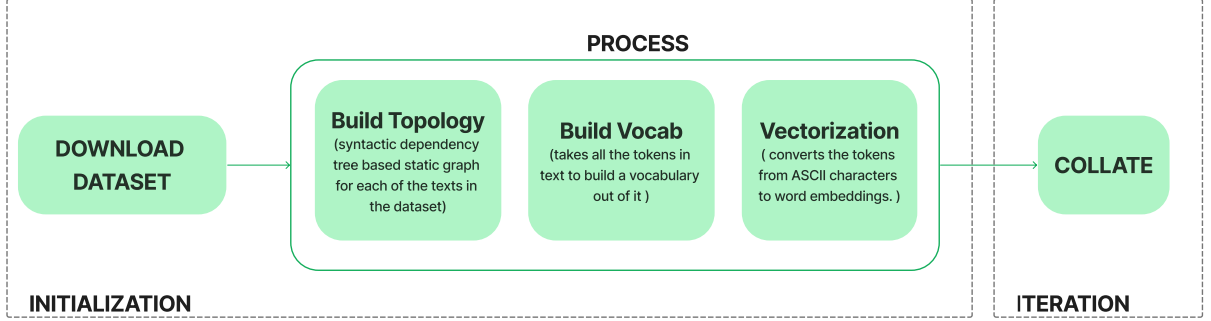 PROCESS
DOWNLOAD
DATASET
Build Topology
(syntactic dependency
tree based static graph
for each of the texts in
the dataset)
Build Vocab
(takes all the tokens in
text to build a vocabulary
out of it )
Vectorization
( converts the tokens
from ASCII characters
to word embeddings. )
COLLATE
INITIALIZATION
ITERATION